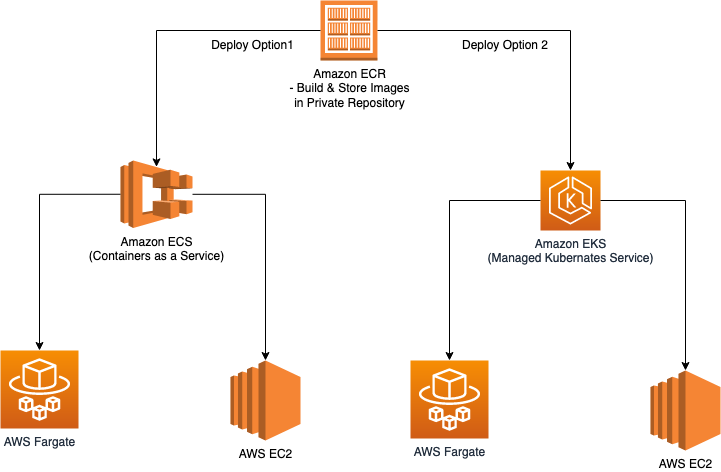 Deploy Option1
Deploy Option 2
Amazon ECR
- Build & Store Images
in Private Repository
Amazon ECS
(Containers as a Service)
K
Amazon EKS
(Managed Kubernates Service)
AWS Fargate
AWS EC2
AWS Fargate
AWS EC2